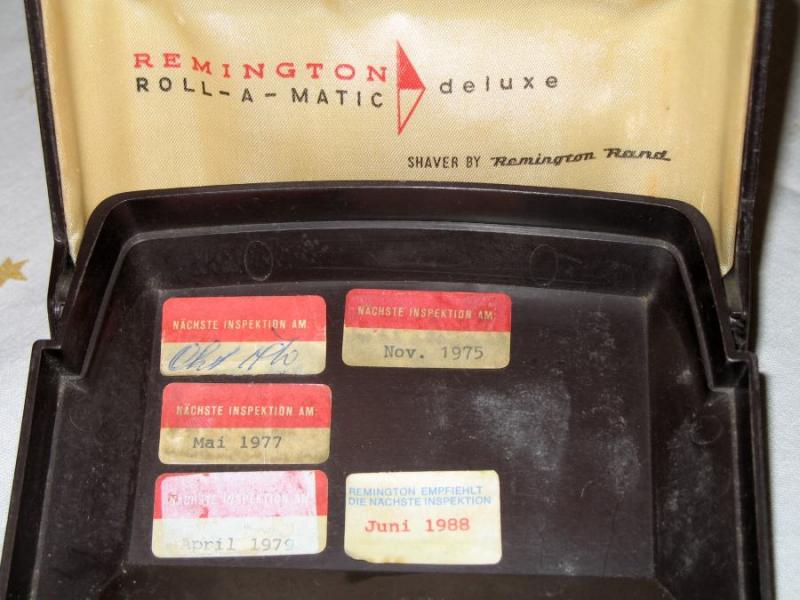 REMINGTON
ROLL-A-MATIC
deluxe
SHAVER BY Remington Rand
NÄCHSTE INSPEKTION AM:
NÄCHSTE INSPEKTION AM:
Nov. 1975
NÄCHSTE INSPEKTION AM:
Mai 1977
NÄCHSTE INSPEKTION AM:
April 1979
REMINGTON EMPFIEHLT
DIE NÄCHSTE INSPEKTION
Juni 1988